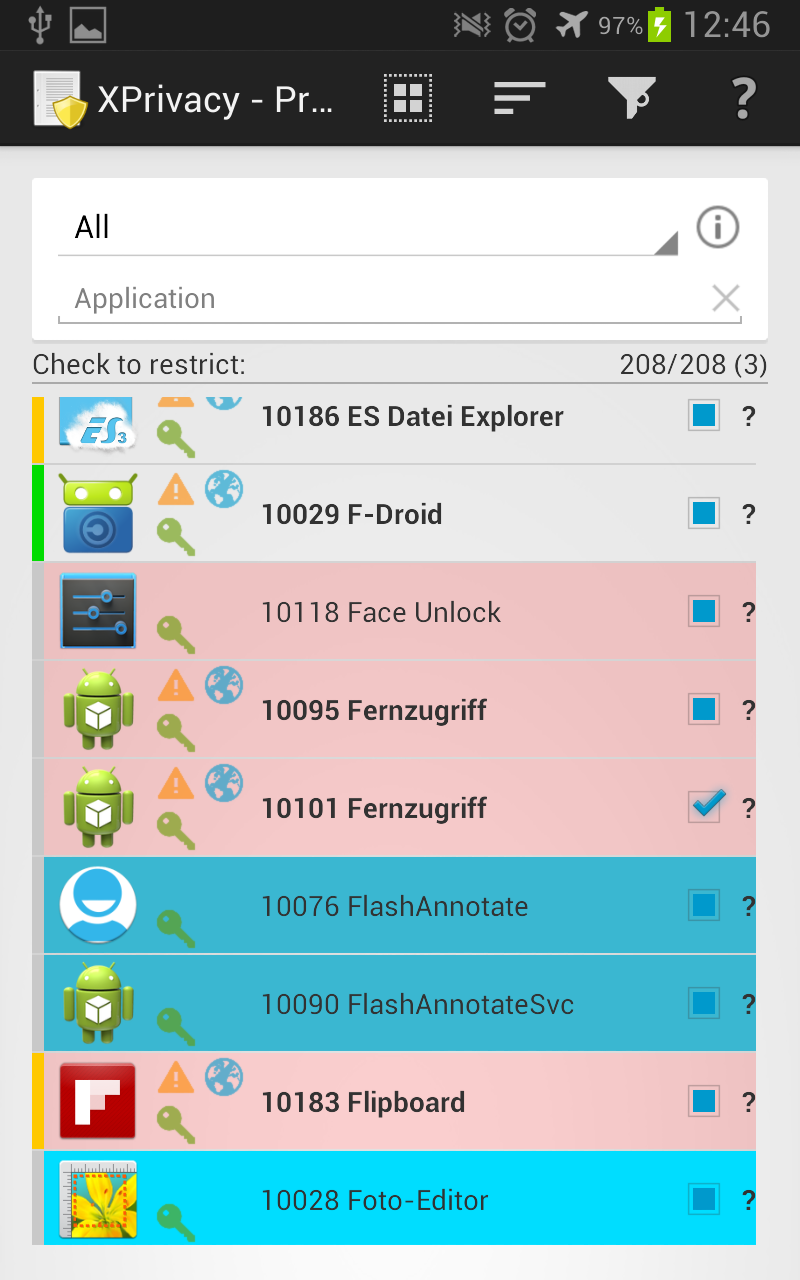 97% 12:46
XPrivacy - Pr...
?
All
Application
Check to restrict: 208/208 (3)
ES3 10186 ES Datei Explorer ?
10029 F-Droid ?
10118 Face Unlock ?
10095 Fernzugriff ?
10101 Fernzugriff ?
10076 FlashAnnotate ?
10090 FlashAnnotateSvc ?
10183 Flipboard ?
10028 Foto-Editor ?